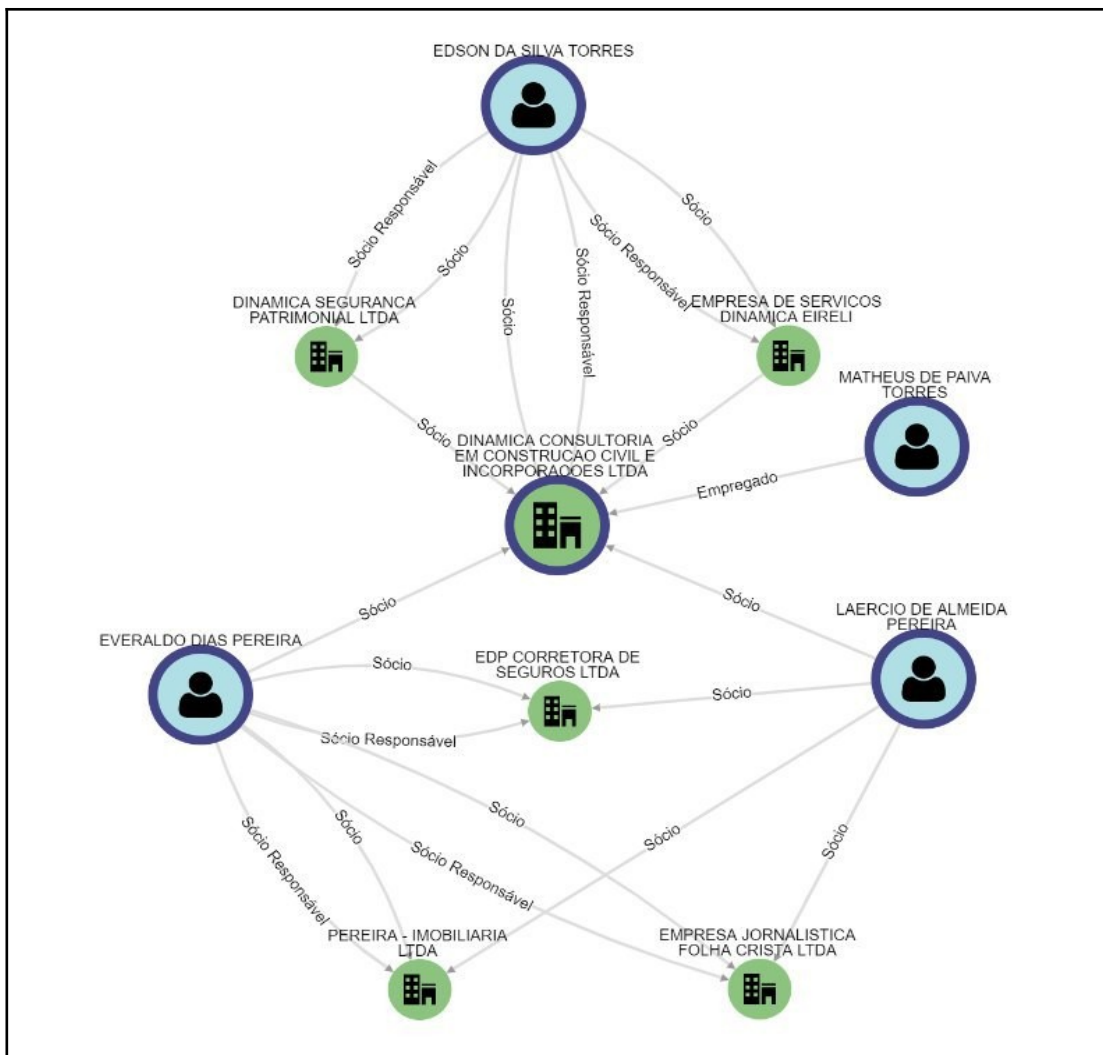 EDSON DA SILVA TORRES
Sócio Responsável
Sócio
Sócio
Sócio Responsável
Sócio Responsável
Sócio
DINAMICA SEGURANCA
PATRIMONIAL LTDA
EMPRESA DE SERVICOS
DINAMICA EIRELI
MATHEUS DE PAIVA
TORRES
Sócio
Sócio
DINAMICA CONSULTORIA
EM CONSTRUCAO CIVIL E
INCORPORACOES LTDA
Empregado
Sócio
Sócio
EVERALDO DIAS PEREIRA
LAERCIO DE ALMEIDA
PEREIRA
Sócio
EDP CORRETORA DE
SEGUROS LTDA
Sócio
Sócio Responsável
Sócio Responsável
Sócio
Sócio Responsável
Sócio
Sócio
Sócio
PEREIRA - IMOBILIARIA
LTDA
EMPRESA JORNALISTICA
FOLHA CRISTA LTDA